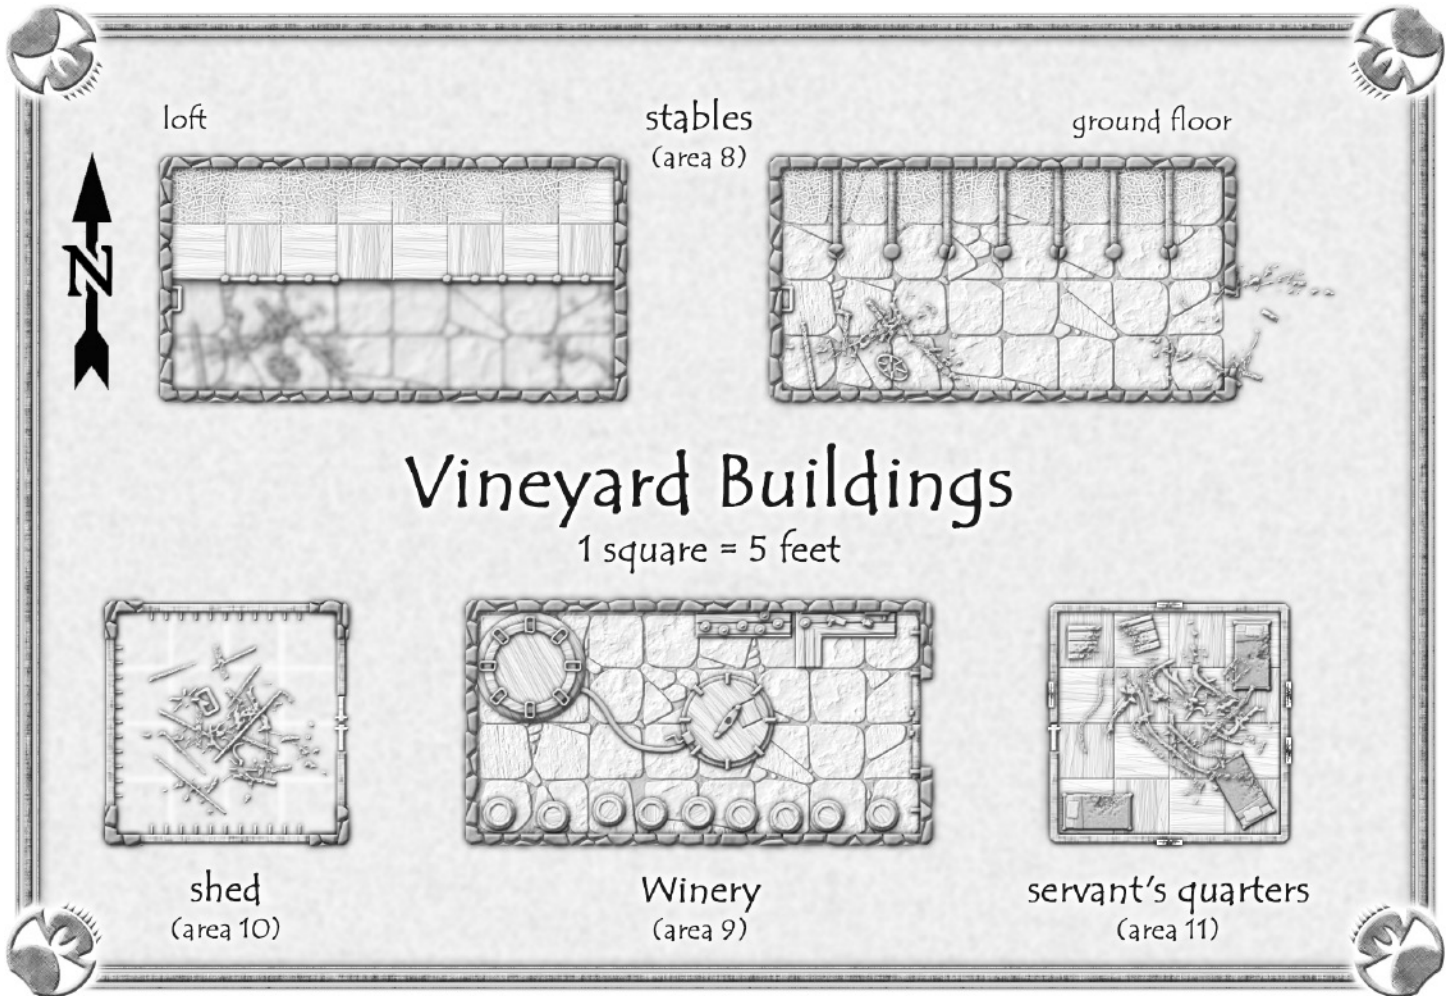 loft
stables
(area 8)
ground floor
N
Vineyard Buildings
1 square = 5 feet
shed
(area 10)
Winery
(area 9)
servant's quarters
(area 11)